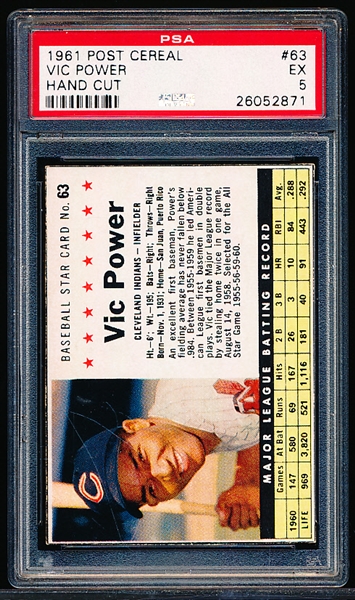 PSA
1961 POST CEREAL #63
VIC POWER EX
HAND CUT 5
26052871
BASEBALL STAR CARD No. 63
Vic Power
CLEVELAND INDIANS — INFIELDER
Ht.—6'; Wt.—195; Bats—Right; Throws—Right
Born—Nov. 1, 1931; Home—San Juan, Puerto Rico
An excellent first baseman, Power's
fielding average has never fallen below
.984. Between 1955-1959 he led Ameri-
can League first basemen in double
plays. Vic tied the Major League record
by stealing home twice in one game,
August 14, 1958. Selected for the All
Star Game 1955-56-59-60.
C
MAJOR LEAGUE BATTING RECORD
Games At Bat Runs Hits 2 B 3 B HR RBI Avg.
1960 147 580 69 167 26 3 10 84 .288
LIFE 969 3,820 521 1,116 181 40 91 443 .292